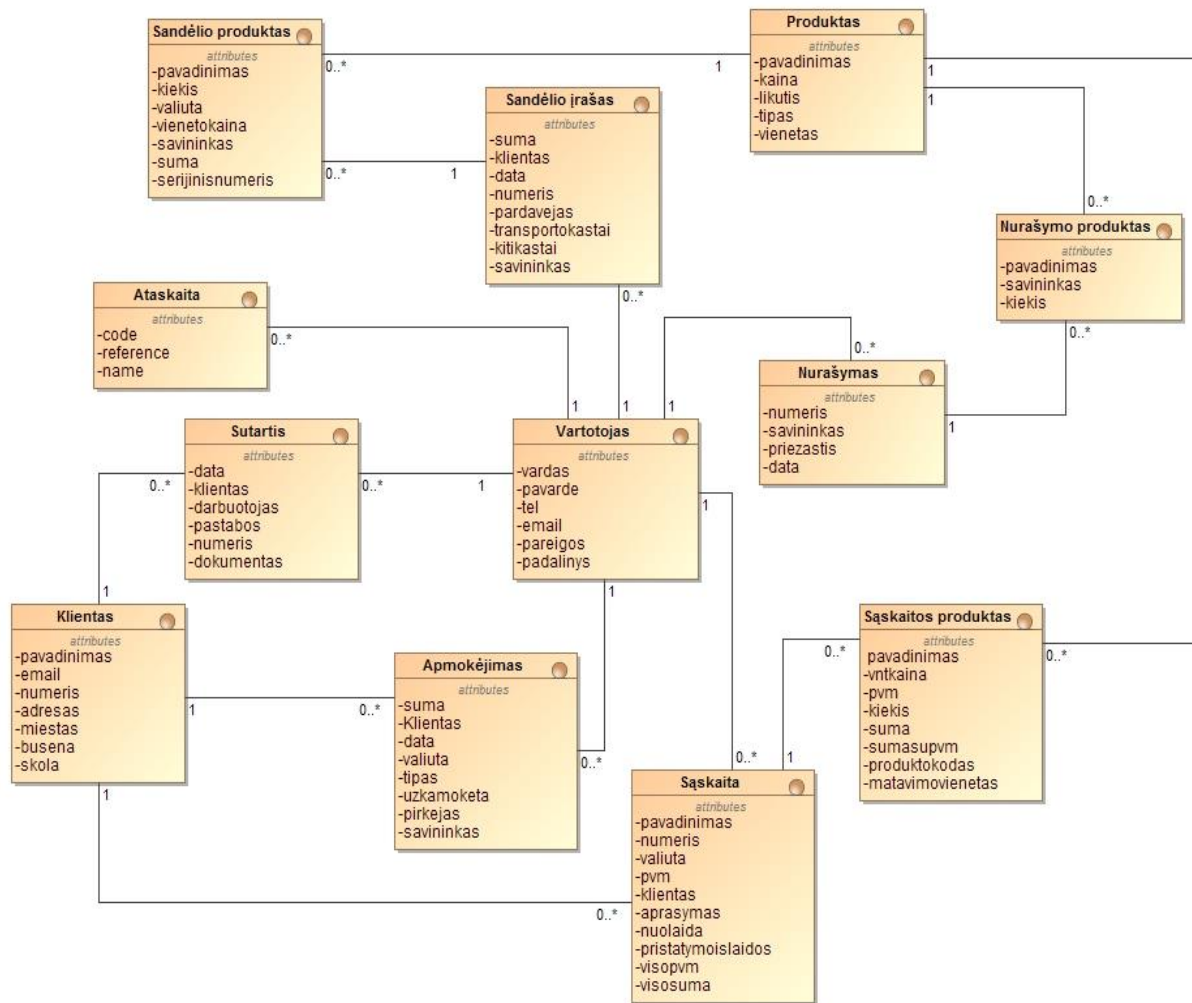 Sandėlio produktas
attributes
-pavadinimas
-kiekis
-valiuta
-vienetokaina
-savininkas
-suma
-serijinisnumeris
0..*
1
0..*
1
Produktas
attributes
-pavadinimas
-kaina
-likutis
-tipas
-vienetas
1
1
Sandėlio įrašas
attributes
-suma
-klientas
-data
-numeris
-pardavejas
-transportokastai
-kitikastai
-savininkas
0..*
0..*
Nurašymo produktas
attributes
-pavadinimas
-savininkas
-kiekis
0..*
Ataskaita
attributes
-code
-reference
-name
0..*
0..*
Nurašymas
attributes
-numeris
-savininkas
-priezastis
-data
1
1
1
1
Sutartis
attributes
-data
-klientas
-darbuotojas
-pastabos
-numeris
-dokumentas
0..*
0..*
1
Vartotojas
attributes
-vardas
-pavarde
-tel
-email
-pareigos
-padalinys
1
1
1
Klientas
attributes
-pavadinimas
-email
-numeris
-adresas
-miestas
-busena
-skola
1
0..*
1
Apmokėjimas
attributes
-suma
-Klientas
-data
-valiuta
-tipas
-uzkamoketa
-pirkejas
-savininkas
0..*
Sąskaitos produktas
attributes
pavadinimas
-vntkaina
-pvm
-kiekis
-suma
-sumasupvm
-produktokodas
-matavimovienetas
0..*
0..*
0..*
1
Sąskaita
attributes
-pavadinimas
-numeris
-valiuta
-pvm
-klientas
-aprasymas
-nuolaida
-pristatymoislaidos
-visopvm
-visosuma
0..*